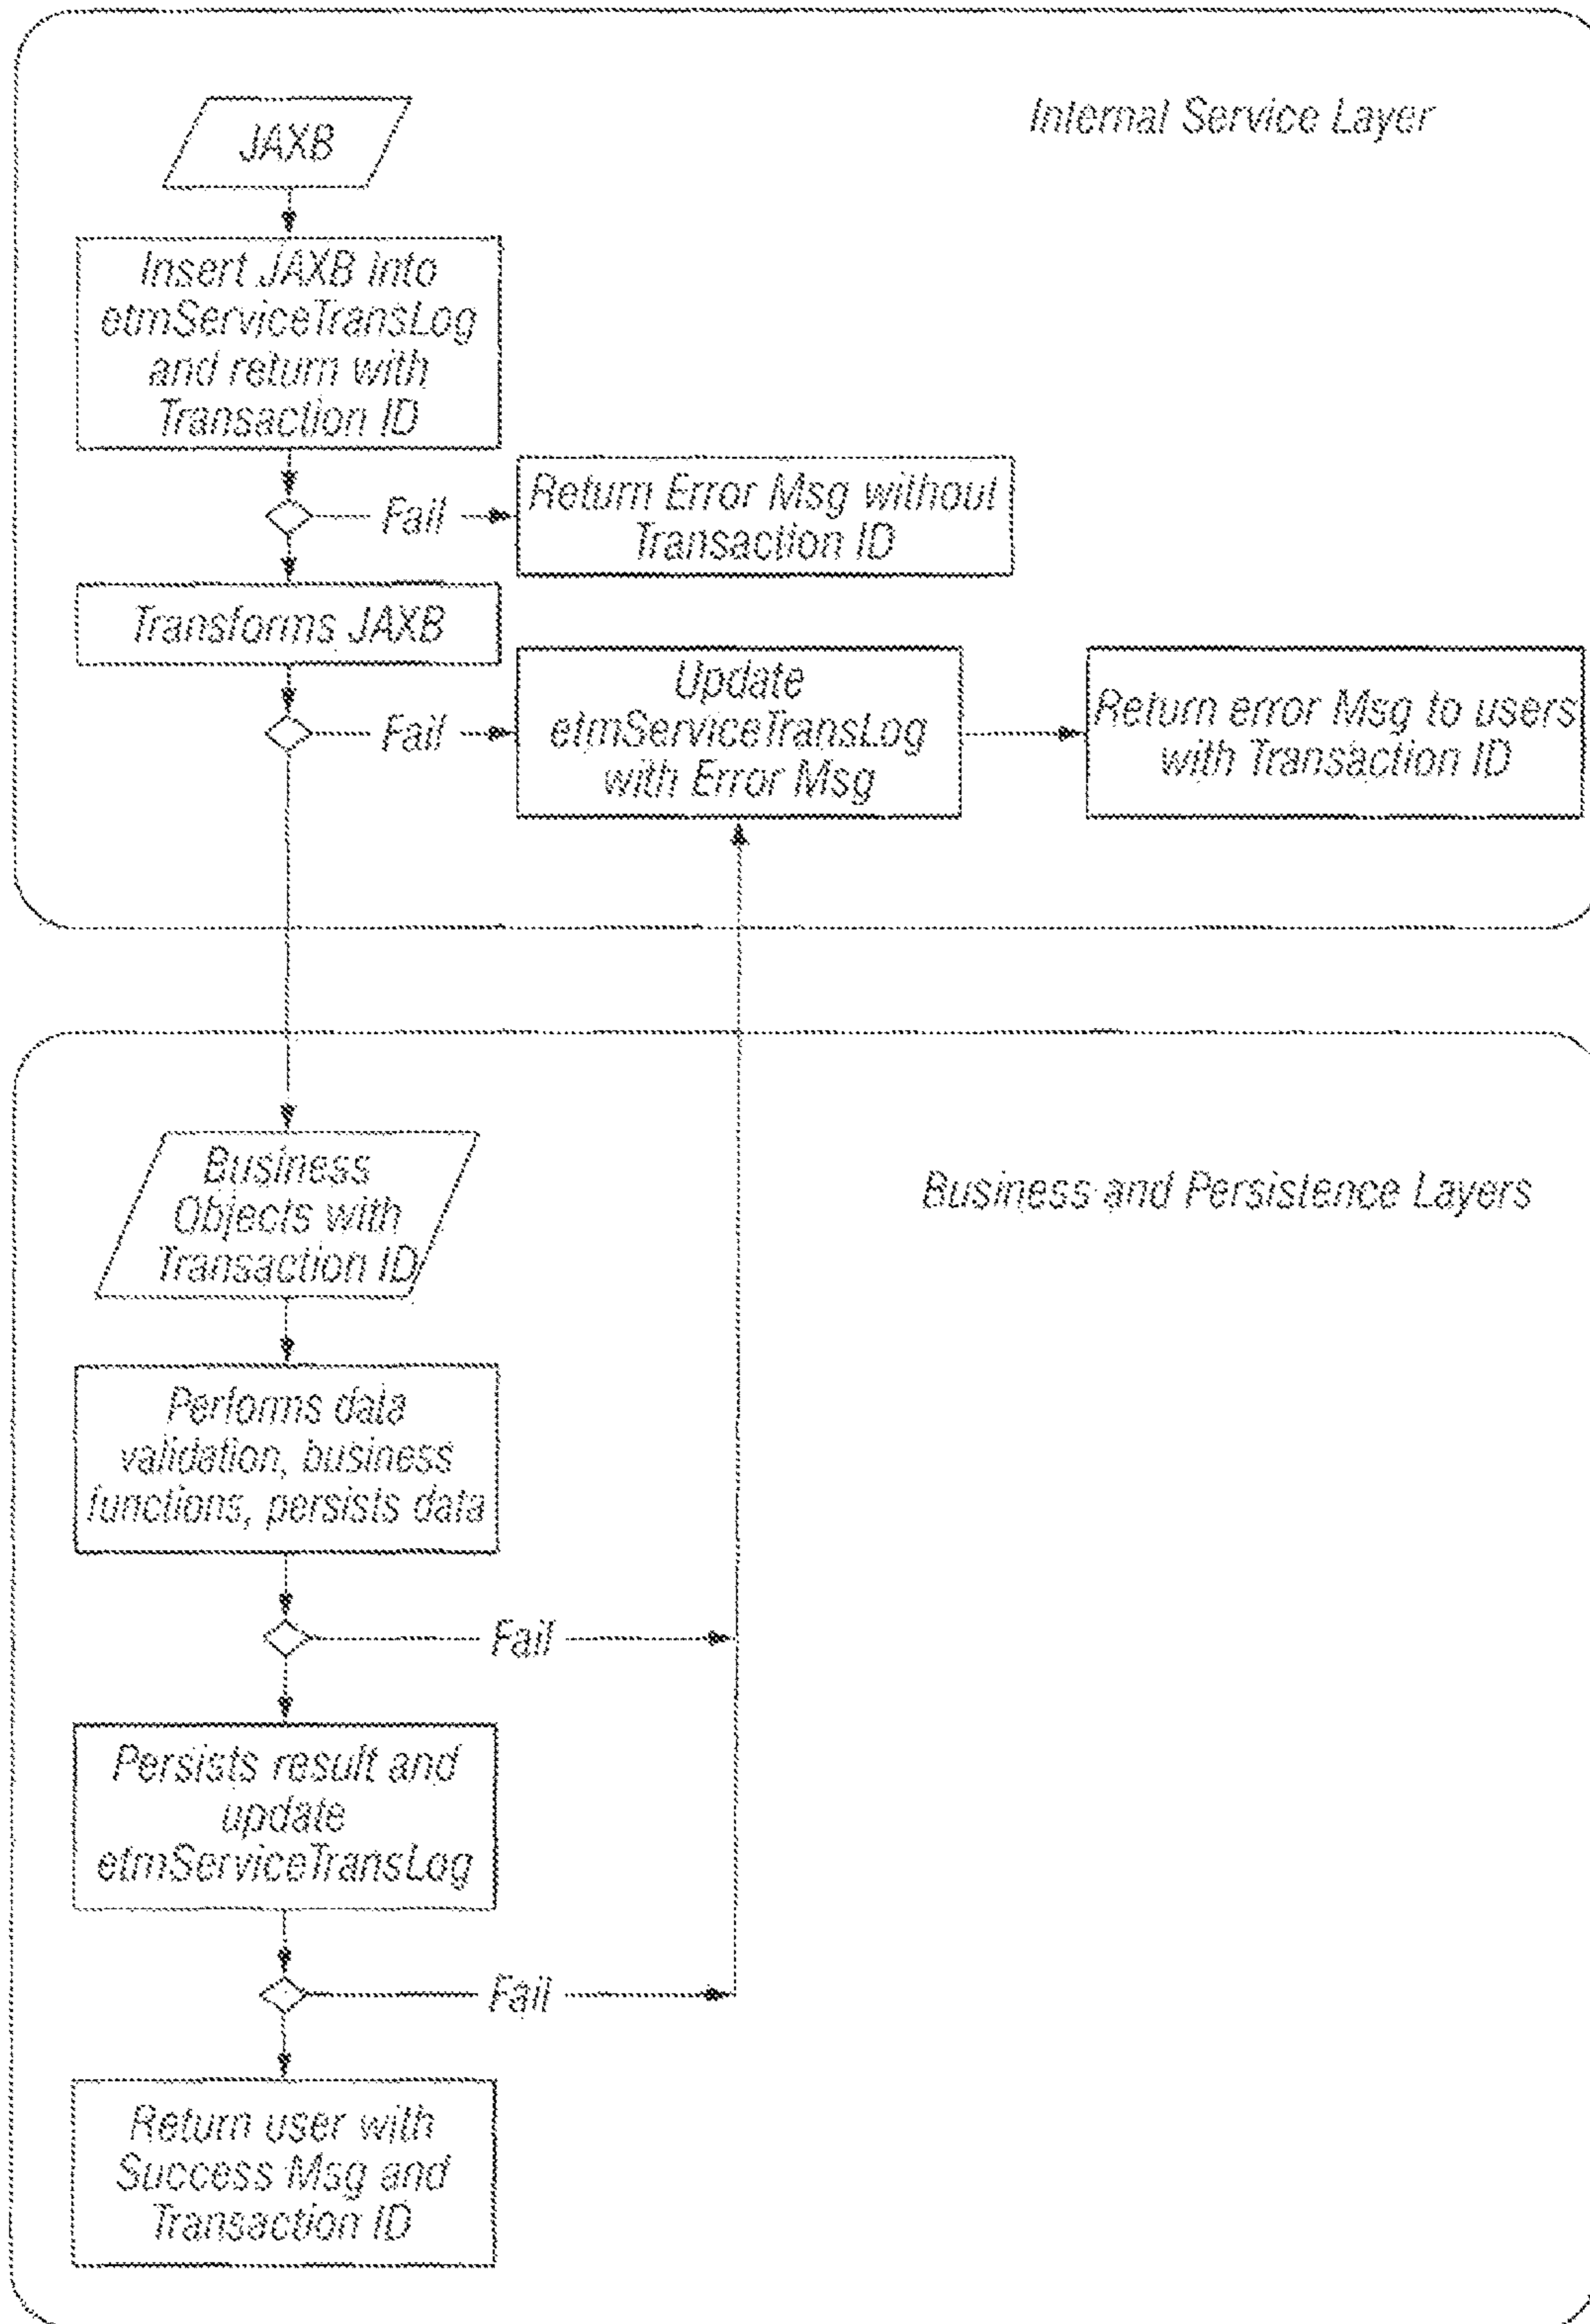 Internal Service Layer
JAXB
Insert JAXB into
etmServiceTransLog
and return with
Transaction ID
Fail
Return Error Msg without
Transaction ID
Transforms JAXB
Fail
Update
etmServiceTransLog
with Error Msg
Return error Msg to users
with Transaction ID
Business and Persistence Layers
Business
Objects with
Transaction ID
Performs data
validation, business
functions, persists data
Fail
Persists result and
update
etmServiceTransLog
Fail
Return user with
Success Msg and
Transaction ID